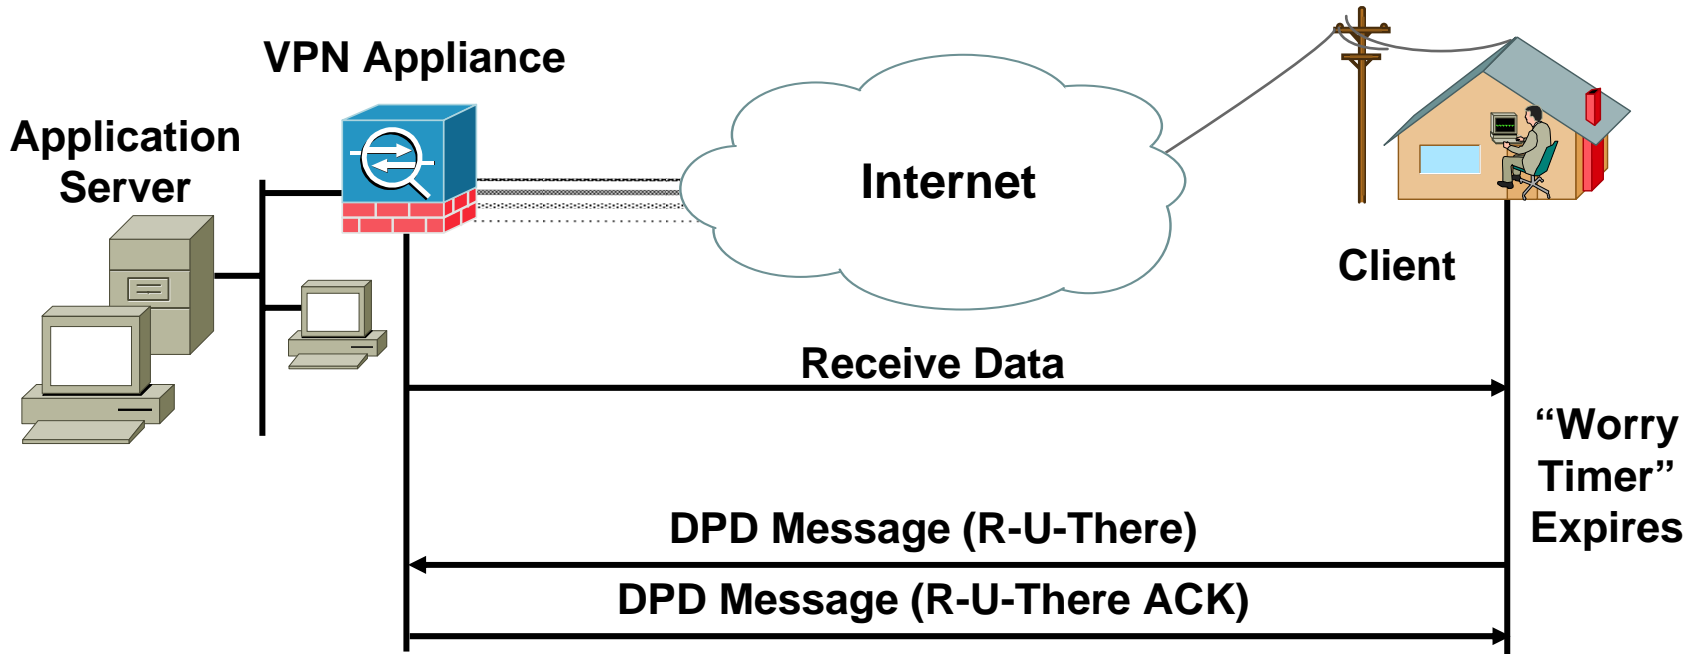 VPN Appliance
Application
Server
Internet
Client
Receive Data
“Worry
Timer”
Expires
DPD Message (R-U-There)
DPD Message (R-U-There ACK)